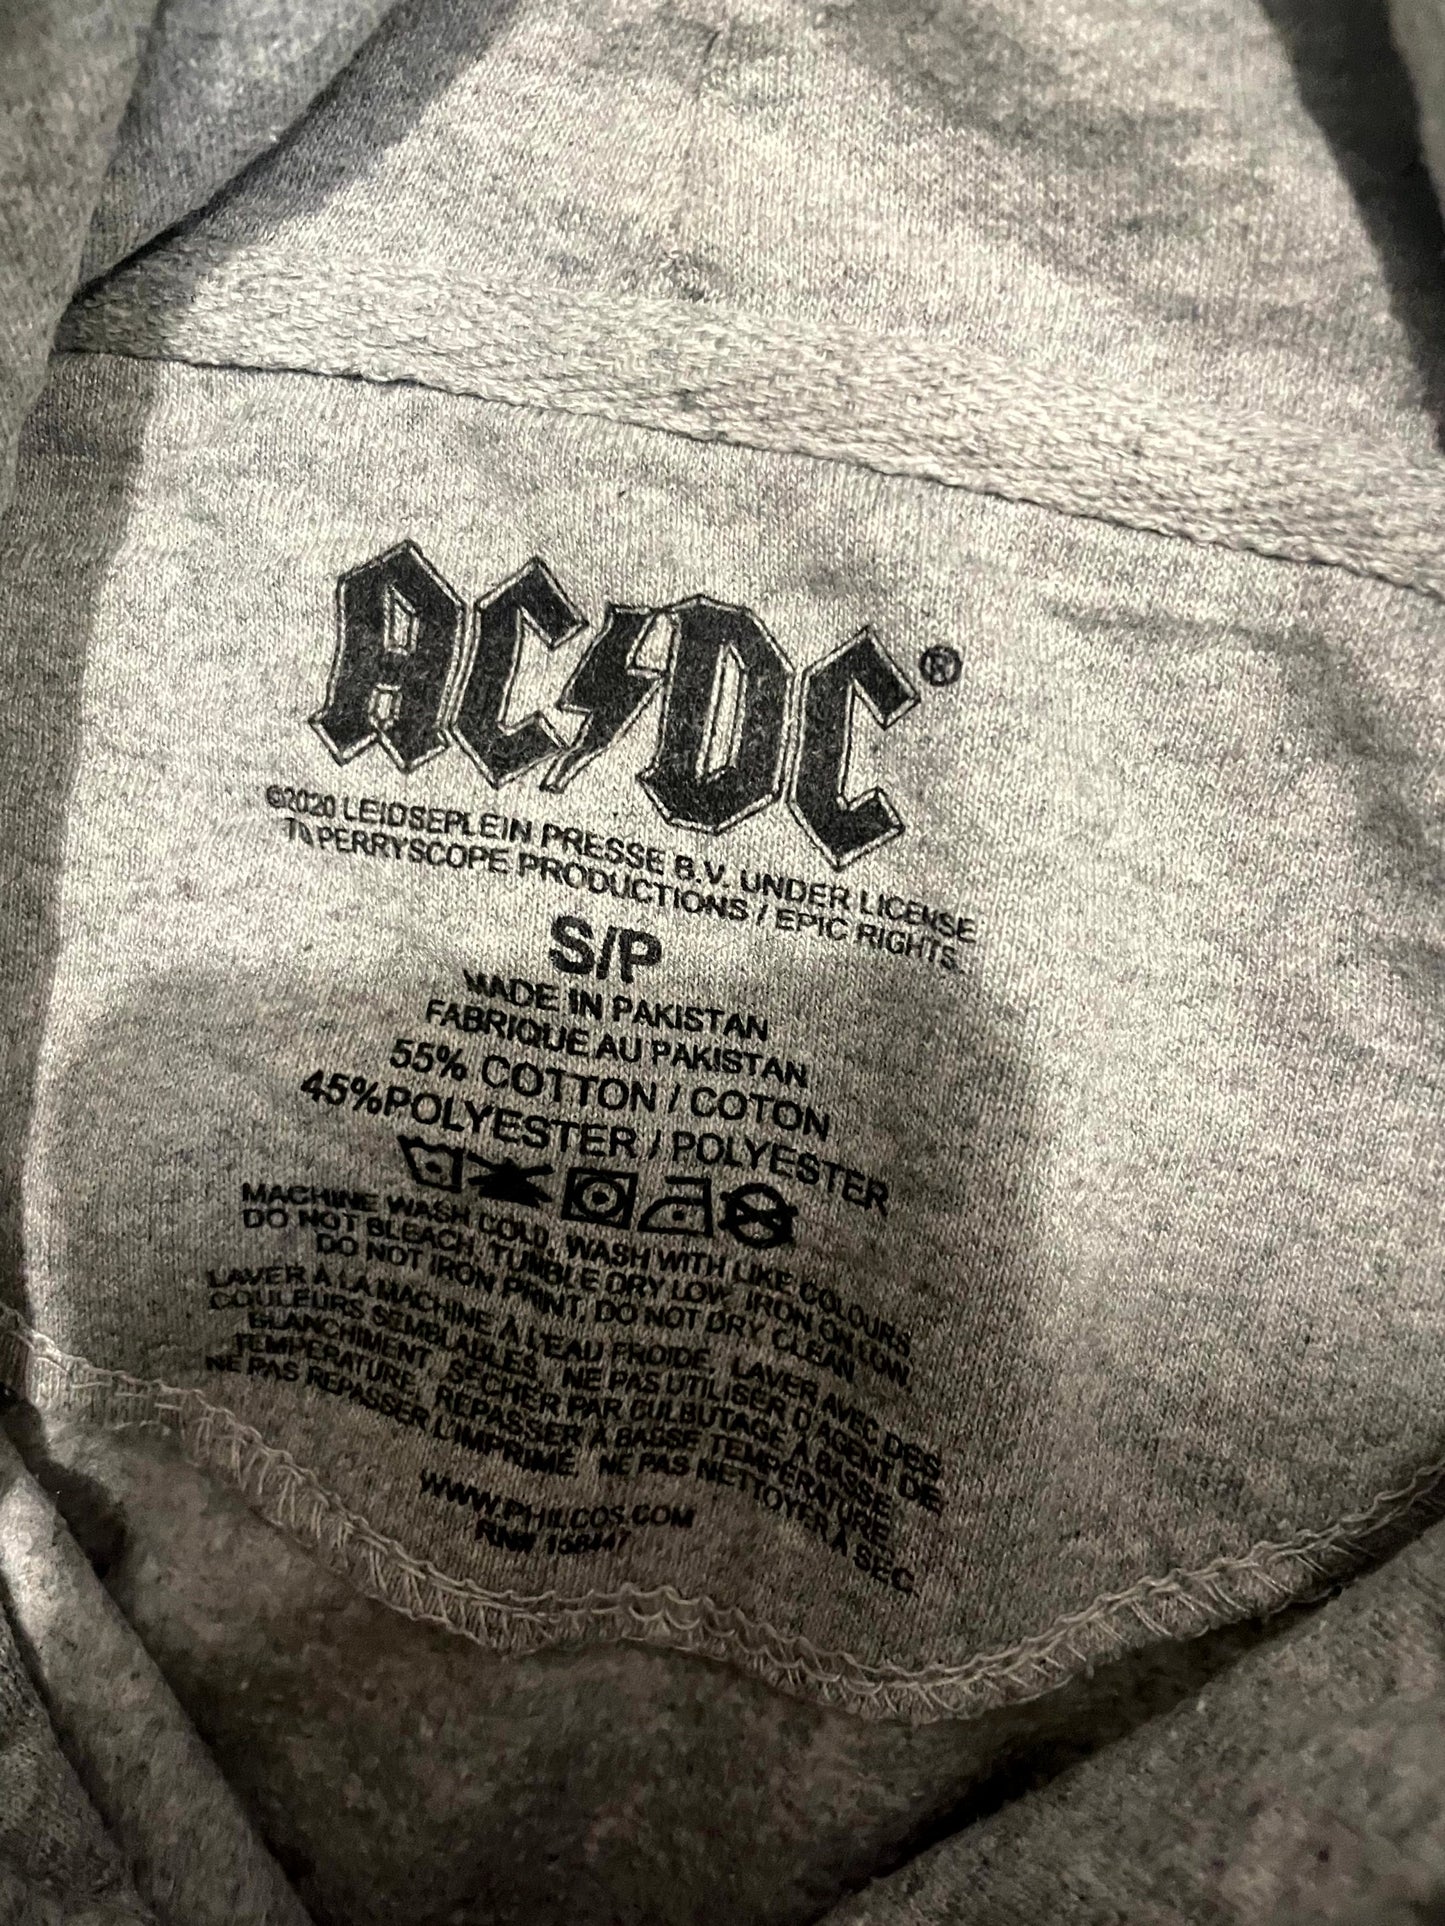 AC/DC®
©2020 LEIDSEPLEIN PRESSE B.V. UNDER LICENSE
TO PERRYSCOPE PRODUCTIONS / EPIC RIGHTS.
S/P
MADE IN PAKISTAN
FABRIQUE AU PAKISTAN
55% COTTON / COTON
45%POLYESTER / POLYESTER
MACHINE WASH COLD, WASH WITH LIKE COLOURS,
DO NOT BLEACH, TUMBLE DRY LOW, IRON ON LOW,
DO NOT IRON PRINT, DO NOT DRY CLEAN.
LAVER À LA MACHINE À L'EAU FROIDE, LAVER AVEC DES
COULEURS SEMBLABLES, NE PAS UTILISER D'AGENT DE
BLANCHIMENT, SÉCHER PAR CULBUTAGE À BASSE
TEMPÉRATURE, REPASSER À BASSE TEMPÉRATURE,
NE PAS REPASSER L'IMPRIMÉ, NE PAS NETTOYER À SEC.
WWW.PHILCOS.COM
RN# 158447